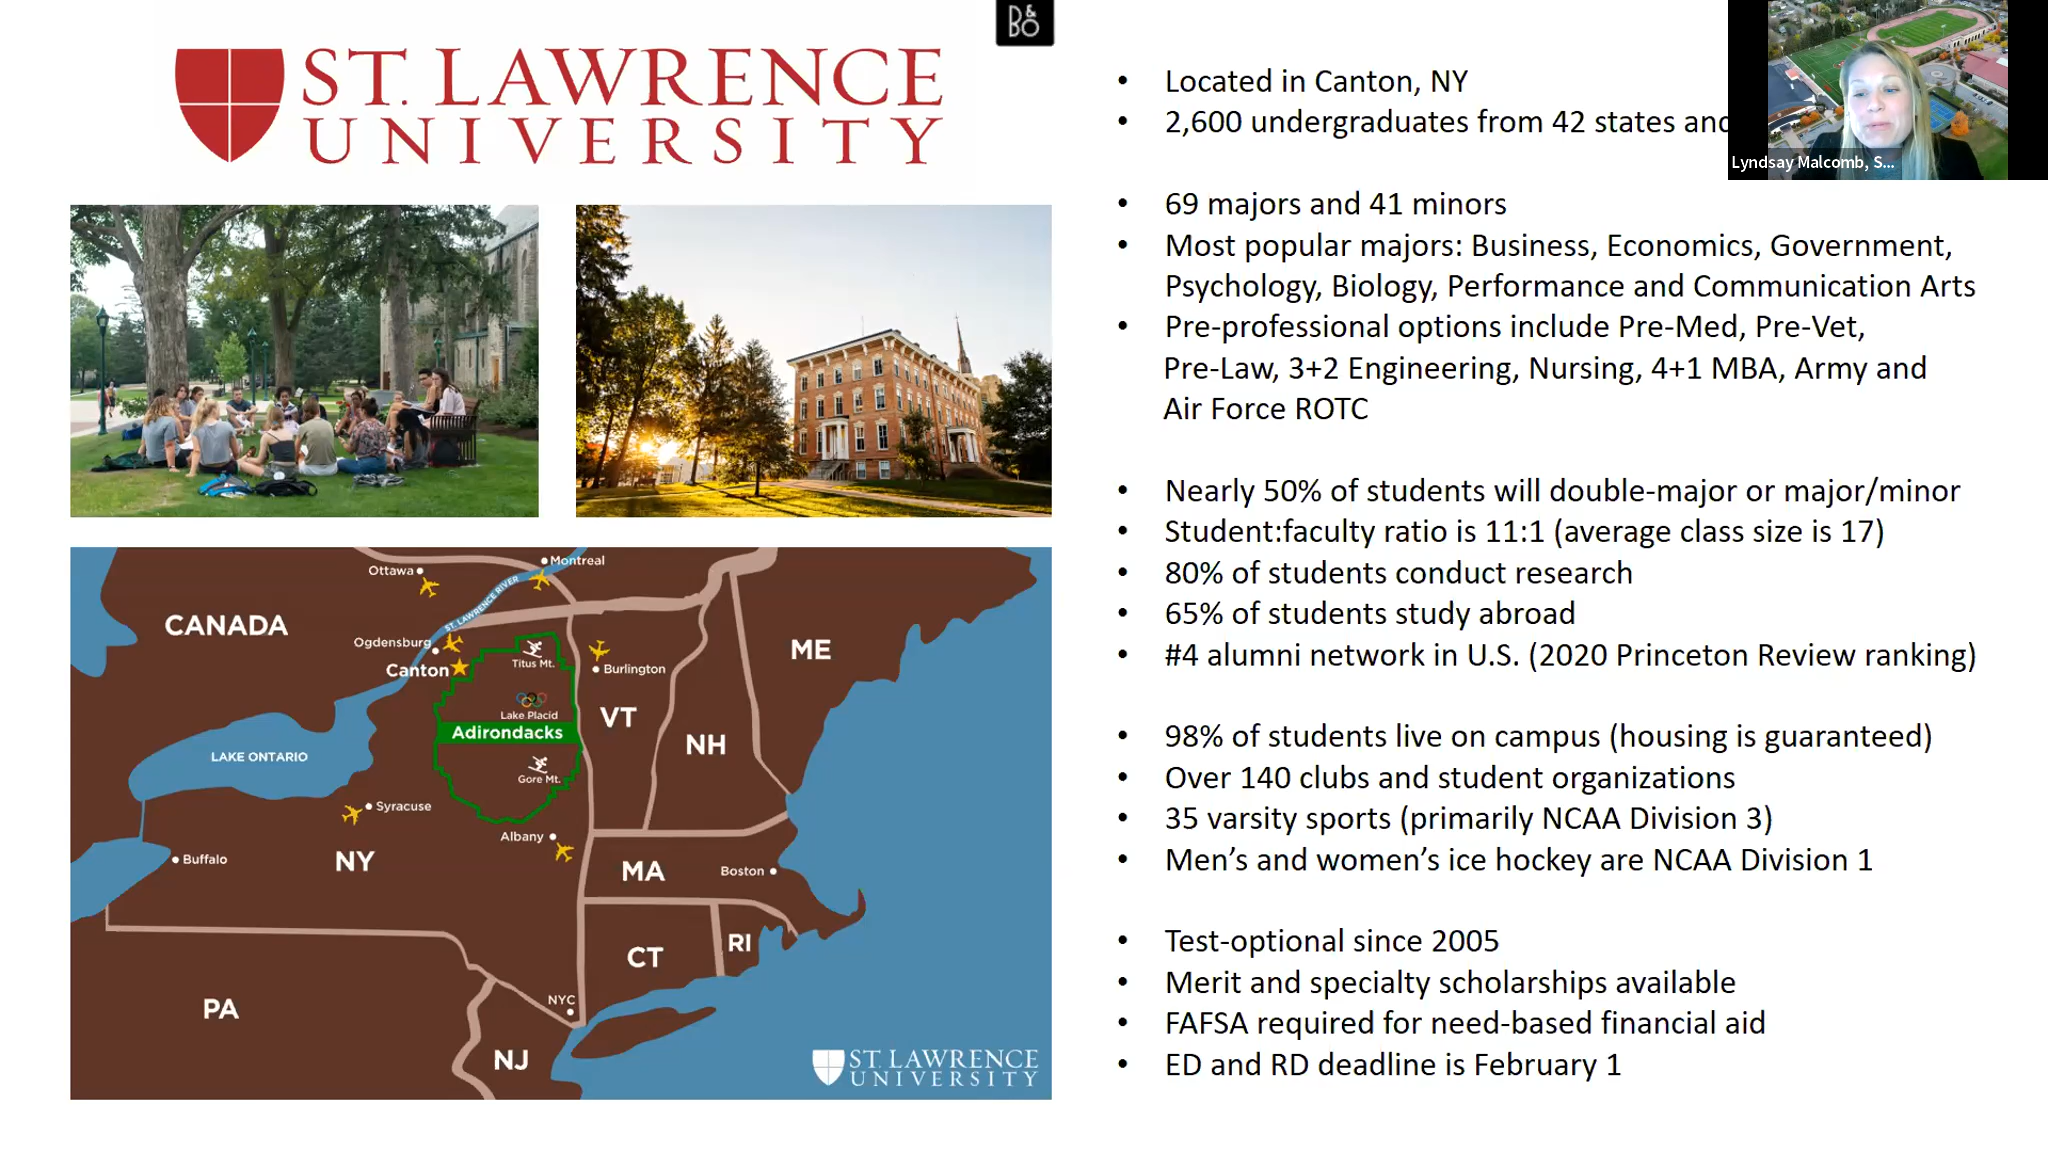 ST. LAWRENCE
UNIVERSITY
B&O
Located in Canton, NY
2,600 undergraduates from 42 states and
Lyndsay Malcomb, S...
69 majors and 41 minors
Most popular majors: Business, Economics, Government,
Psychology, Biology, Performance and Communication Arts
Pre-professional options include Pre-Med, Pre-Vet,
Pre-Law, 3+2 Engineering, Nursing, 4+1 MBA, Army and
Air Force ROTC
Nearly 50% of students will double-major or major/minor
Student:faculty ratio is 11:1 (average class size is 17)
80% of students conduct research
65% of students study abroad
#4 alumni network in U.S. (2020 Princeton Review ranking)
98% of students live on campus (housing is guaranteed)
Over 140 clubs and student organizations
35 varsity sports (primarily NCAA Division 3)
Men's and women's ice hockey are NCAA Division 1
Test-optional since 2005
Merit and specialty scholarships available
FAFSA required for need-based financial aid
ED and RD deadline is February 1
Montreal
Ottawa
ST. LAWRENCE RIVER
CANADA
Ogdensburg
Canton
Titus Mt.
Burlington
ME
Lake Placid
Adirondacks
VT
NH
LAKE ONTARIO
Gore Mt.
Syracuse
Albany
Buffalo
NY
MA
Boston
CT
RI
NYC
PA
NJ
ST. LAWRENCE
UNIVERSITY